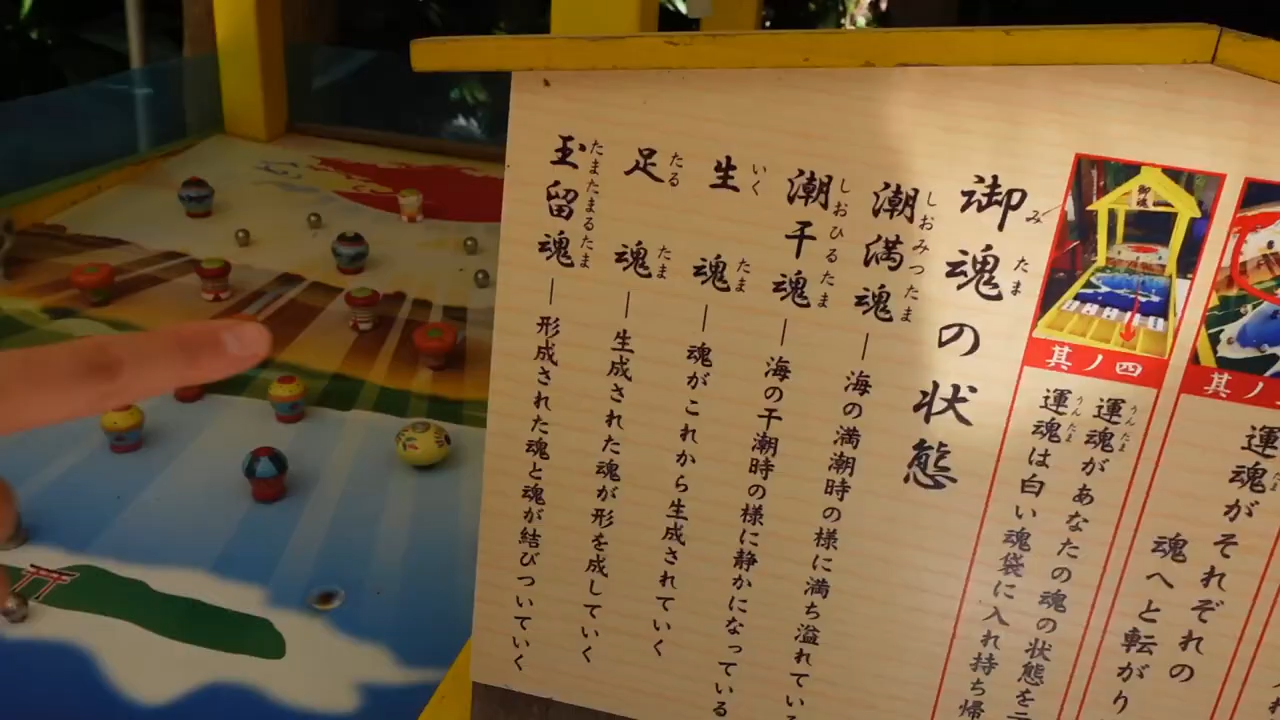 運魂がそれぞれの
魂へと転がり
其ノ四
運魂があなたの魂の状態を
運魂は白い魂袋に入れ持ち帰
御魂の状態
潮満魂―海の満潮時の様に満ち溢れてい
潮干魂―海の干潮時の様に静かになっている
生魂―魂がこれから生成されていく
足魂―生成された魂が形を成していく
玉留魂―形成された魂と魂が結びついていく